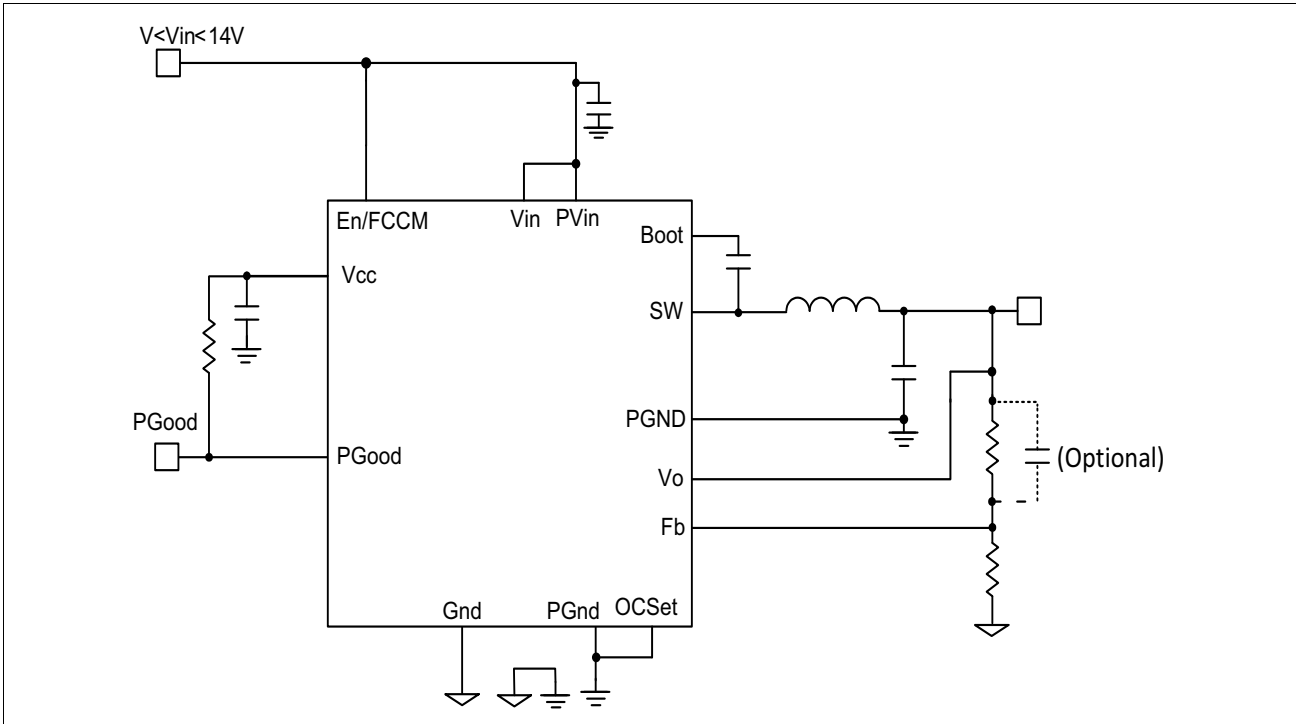 V<Vin<14V
En/FCCM
Vin
PVin
Boot
Vcc
SW
PGood
PGND
PGood
Vo
(Optional)
Fb
Gnd
PGnd
OCSet